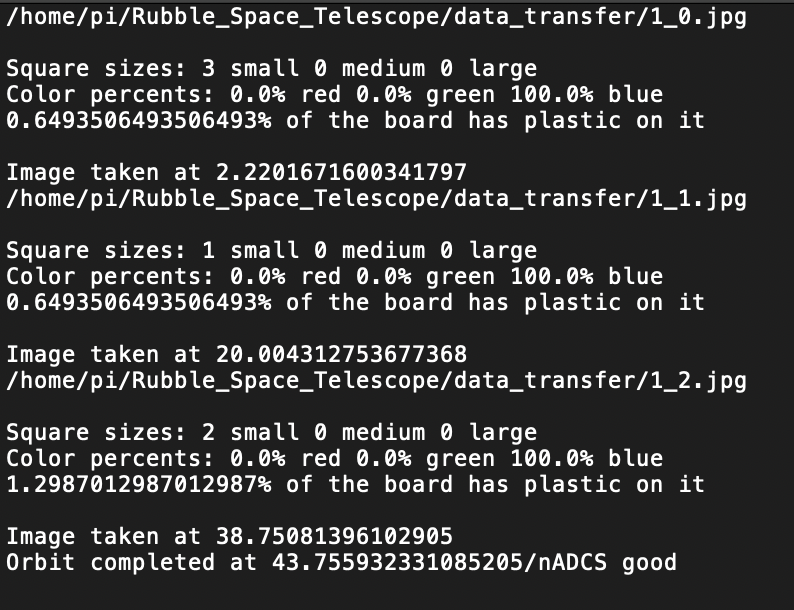 /home/pi/Rubble_Space_Telescope/data_transfer/1_0.jpg
Square sizes: 3 small 0 medium 0 large
Color percents: 0.0% red 0.0% green 100.0% blue
0.6493506493506493% of the board has plastic on it
Image taken at 2.2201671600341797
/home/pi/Rubble_Space_Telescope/data_transfer/1_1.jpg
Square sizes: 1 small 0 medium 0 large
Color percents: 0.0% red 0.0% green 100.0% blue
0.6493506493506493% of the board has plastic on it
Image taken at 20.004312753677368
/home/pi/Rubble_Space_Telescope/data_transfer/1_2.jpg
Square sizes: 2 small 0 medium 0 large
Color percents: 0.0% red 0.0% green 100.0% blue
1.2987012987012987% of the board has plastic on it
Image taken at 38.75081396102905
Orbit completed at 43.755932331085205/nADCS good